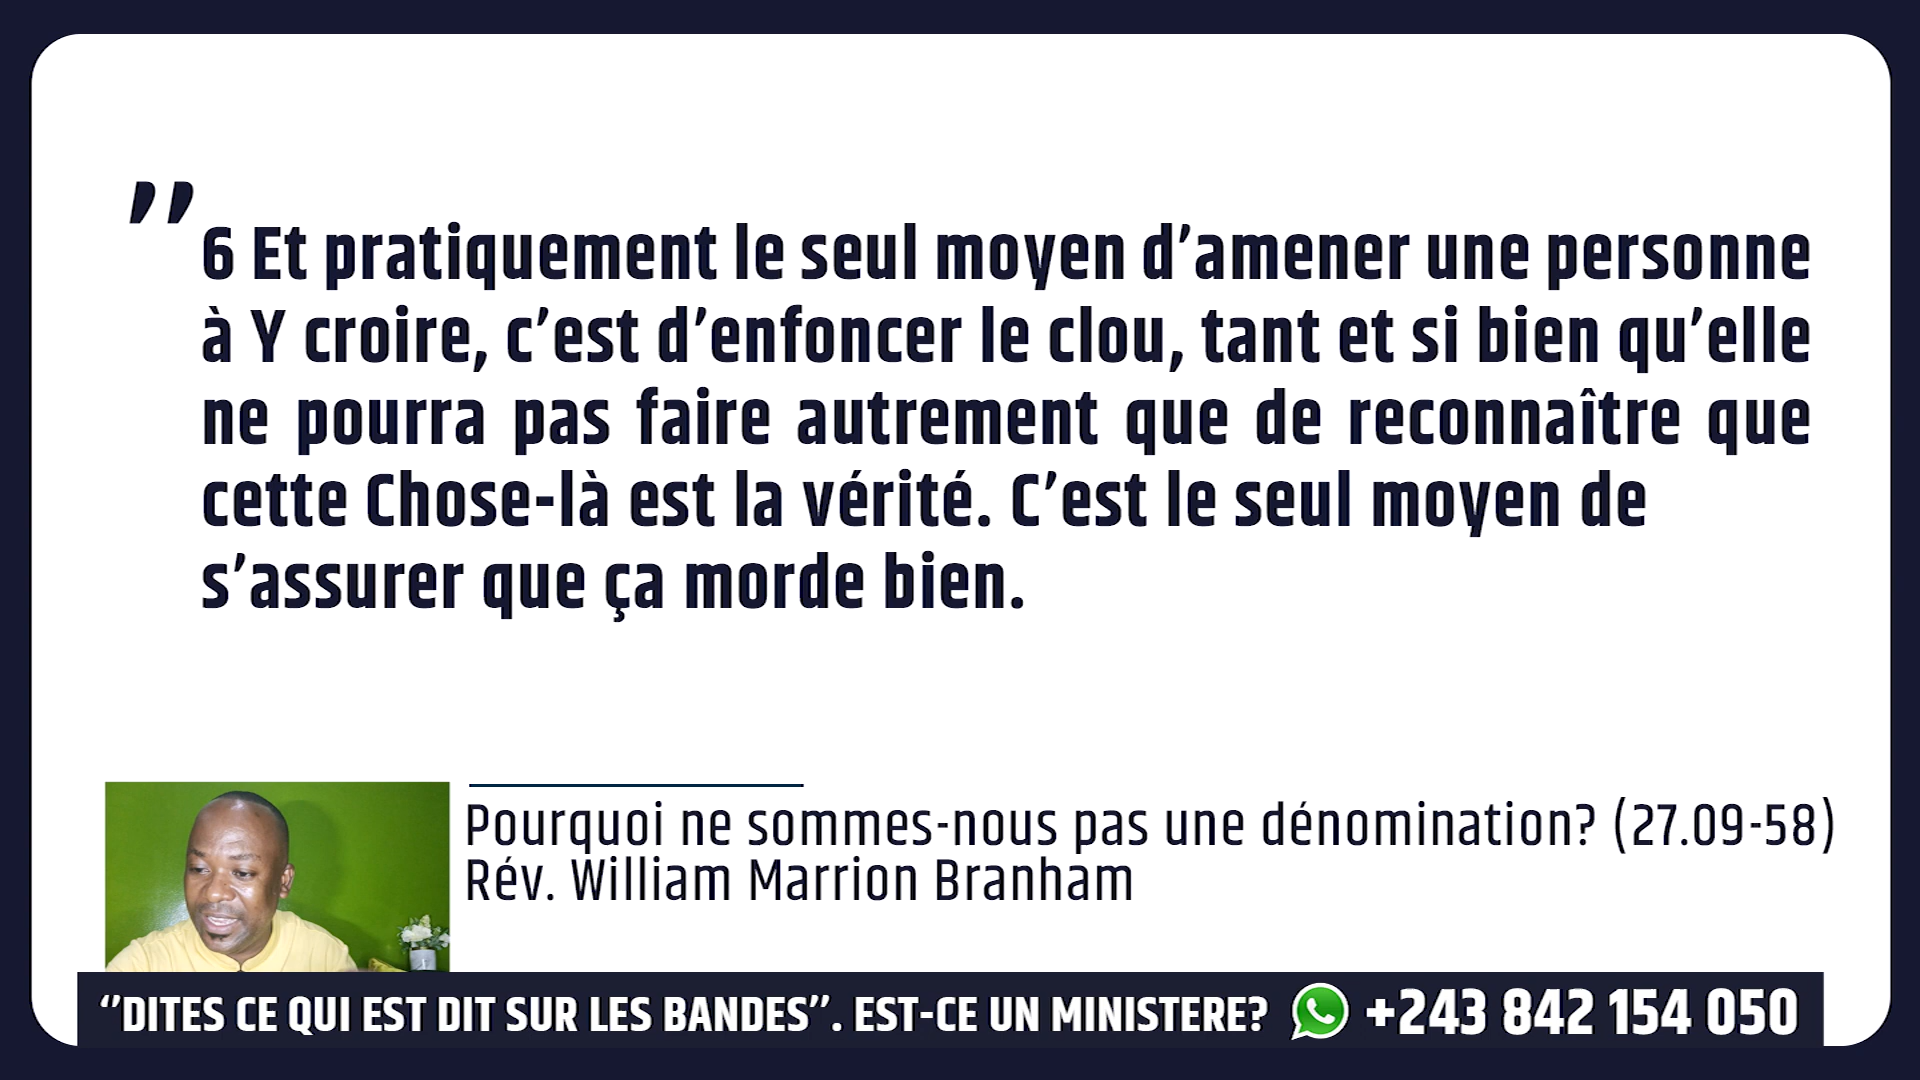 ’’
6 Et pratiquement le seul moyen d’amener une personne
à Y croire, c’est d’enfoncer le clou, tant et si bien qu’elle
ne pourra pas faire autrement que de reconnaître que
cette Chose-là est la vérité. C’est le seul moyen de
s’assurer que ça morde bien.
Pourquoi ne sommes-nous pas une dénomination? (27.09-58)
Rév. William Marrion Branham
‘’DITES CE QUI EST DIT SUR LES BANDES’’. EST-CE UN MINISTERE? +243 842 154 050